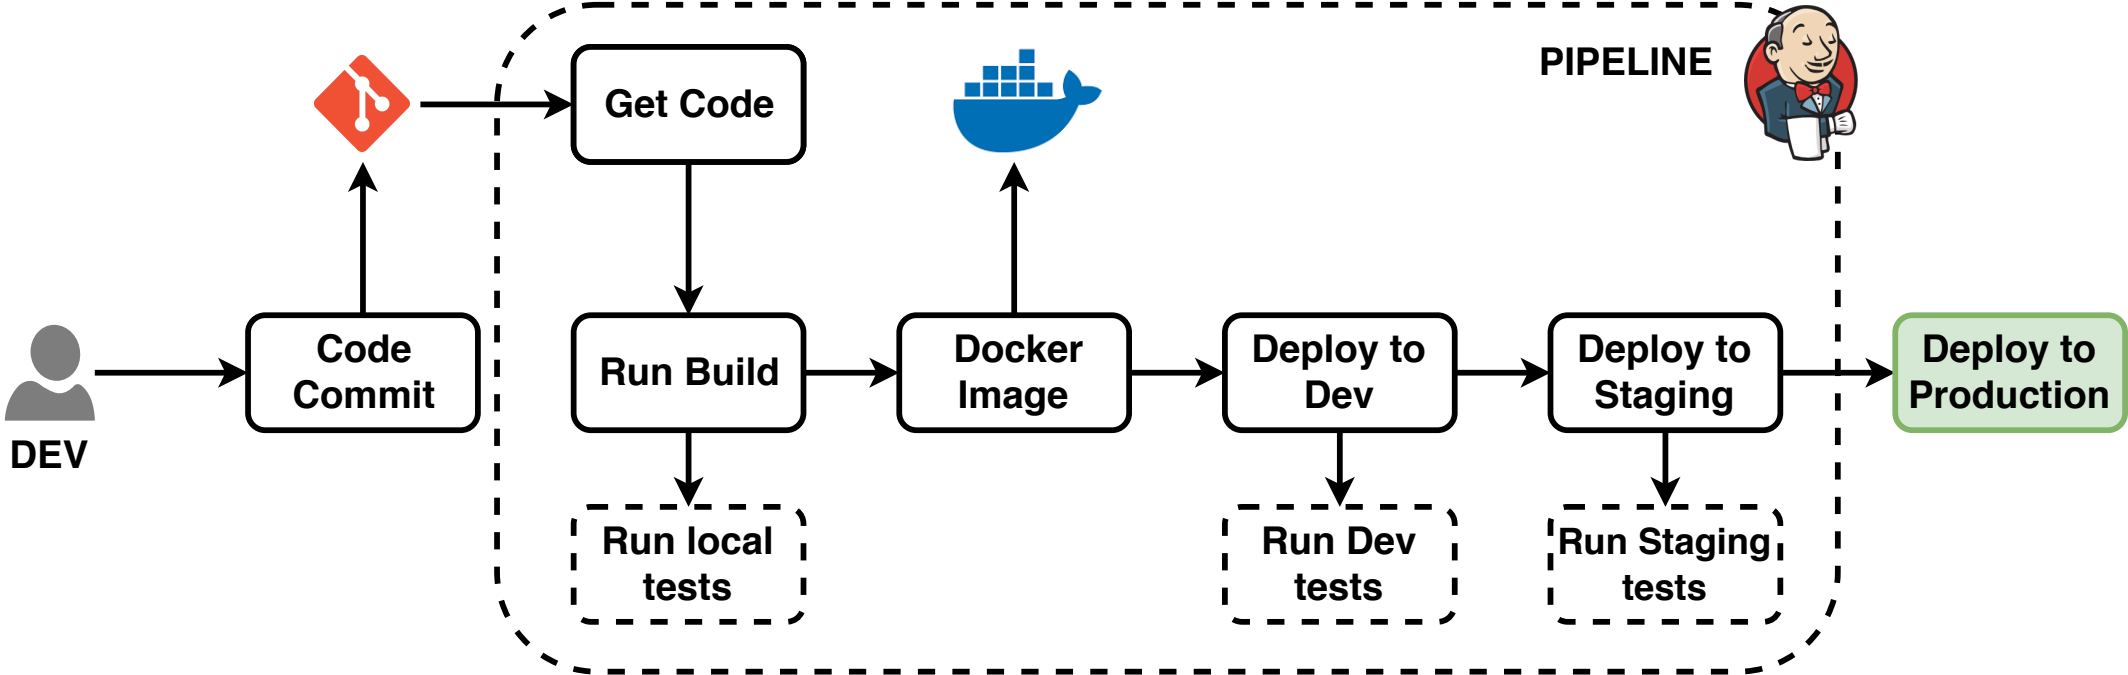 PIPELINE
Get Code
Code
Commit
Run Build
Docker
Image
Deploy to
Dev
Deploy to
Staging
Deploy to
Production
DEV
Run local
tests
Run Dev
tests
Run Staging
tests